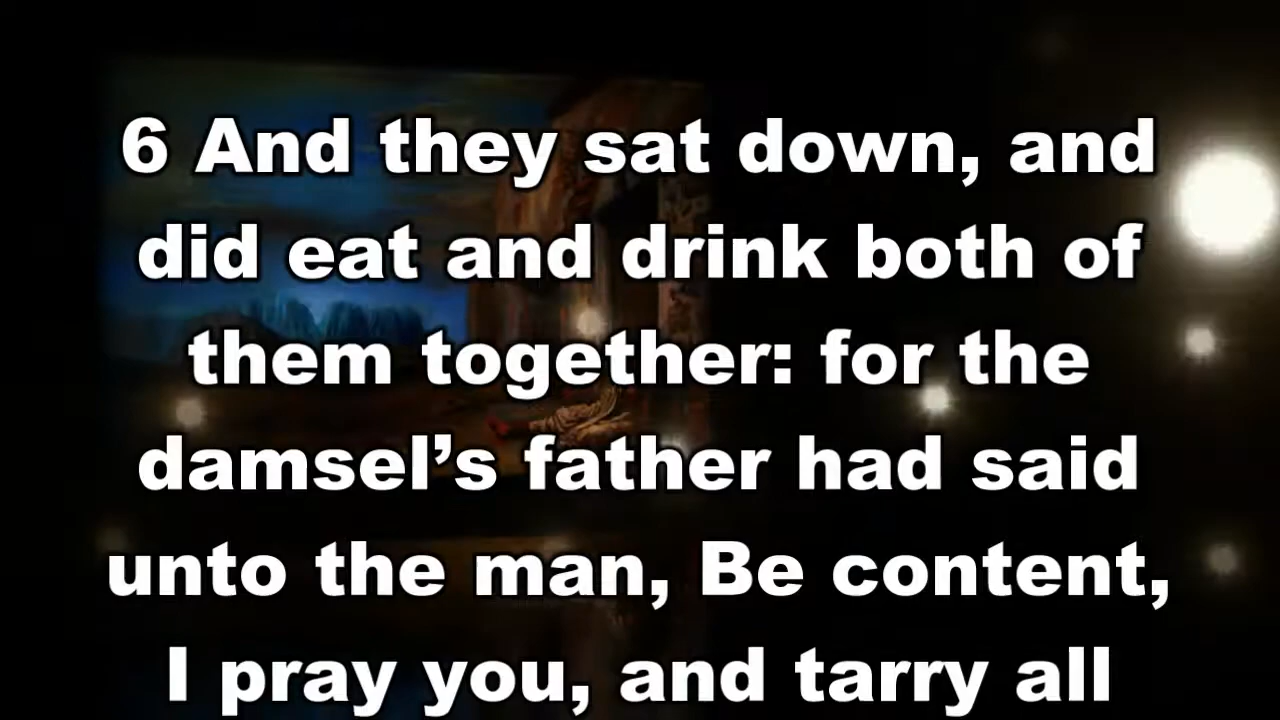 6 And they sat down, and
did eat and drink both of
them together: for the
damsel’s father had said
unto the man, Be content,
I pray you, and tarry all